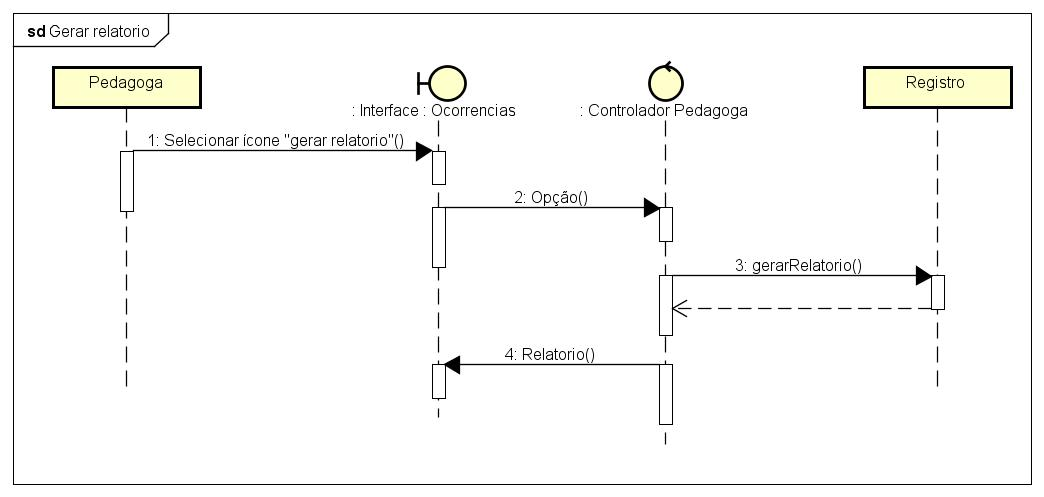 sd Gerar relatorio
Pedagoga
: Interface : Ocorrencias
: Controlador Pedagoga
Registro
1: Selecionar ícone "gerar relatorio"()
2: Opção()
3: gerarRelatorio()
4: Relatorio()